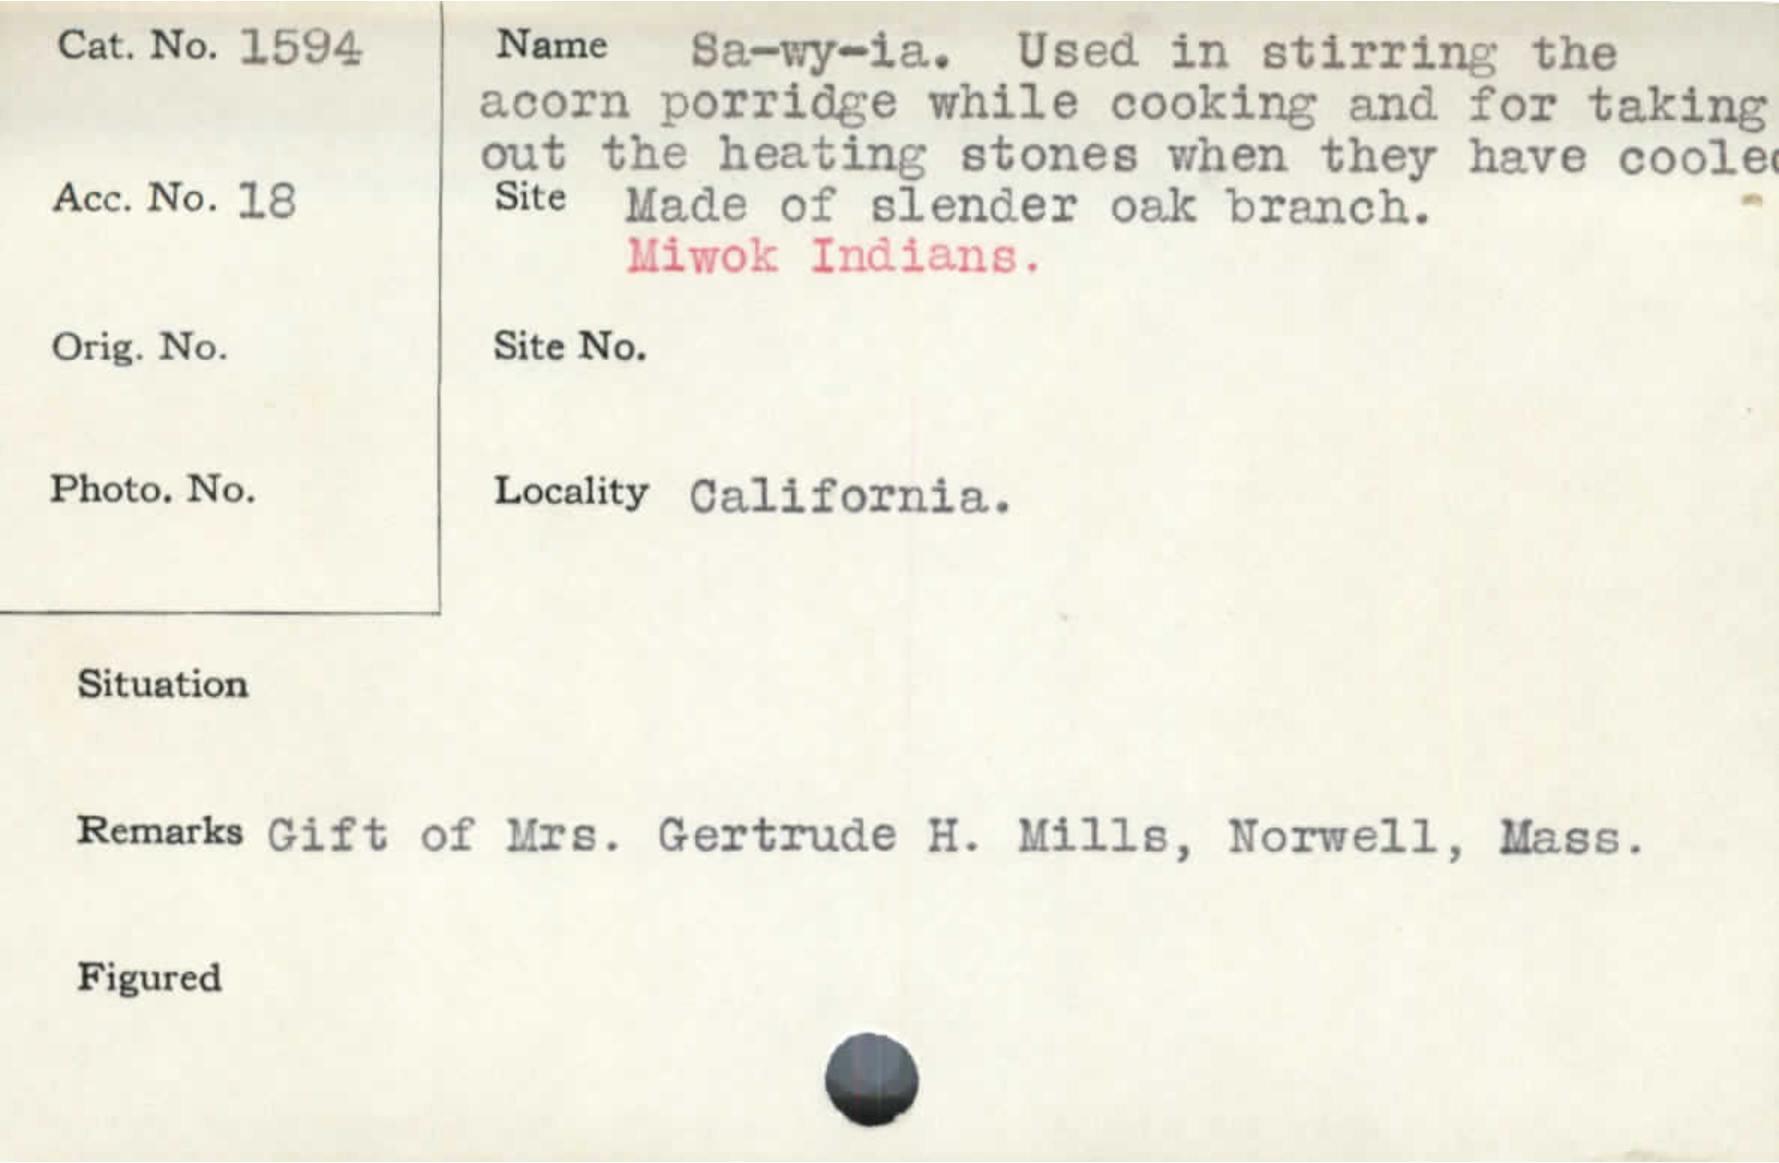 Cat. No. 1594
Name Sa-wy-ia. Used in stirring the
acorn porridge while cooking and for taking
out the heating stones when they have cooled
Acc. No. 18
Site Made of slender oak branch.
Miwok Indians.
Orig. No.
Site No.
Photo. No.
Locality California.
Situation
Remarks Gift of Mrs. Gertrude H. Mills, Norwell, Mass.
Figured